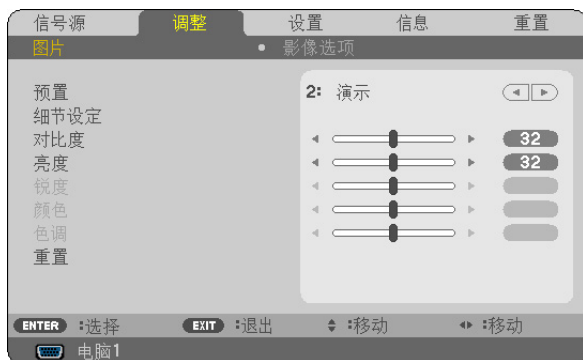 信号源 调整 设置 信息 重置
图片 • 影像选项
预置 2: 演示
细节设定
对比度 32
亮度 32
锐度
颜色
色调
重置
ENTER :选择 EXIT :退出 :移动 :移动
电脑1